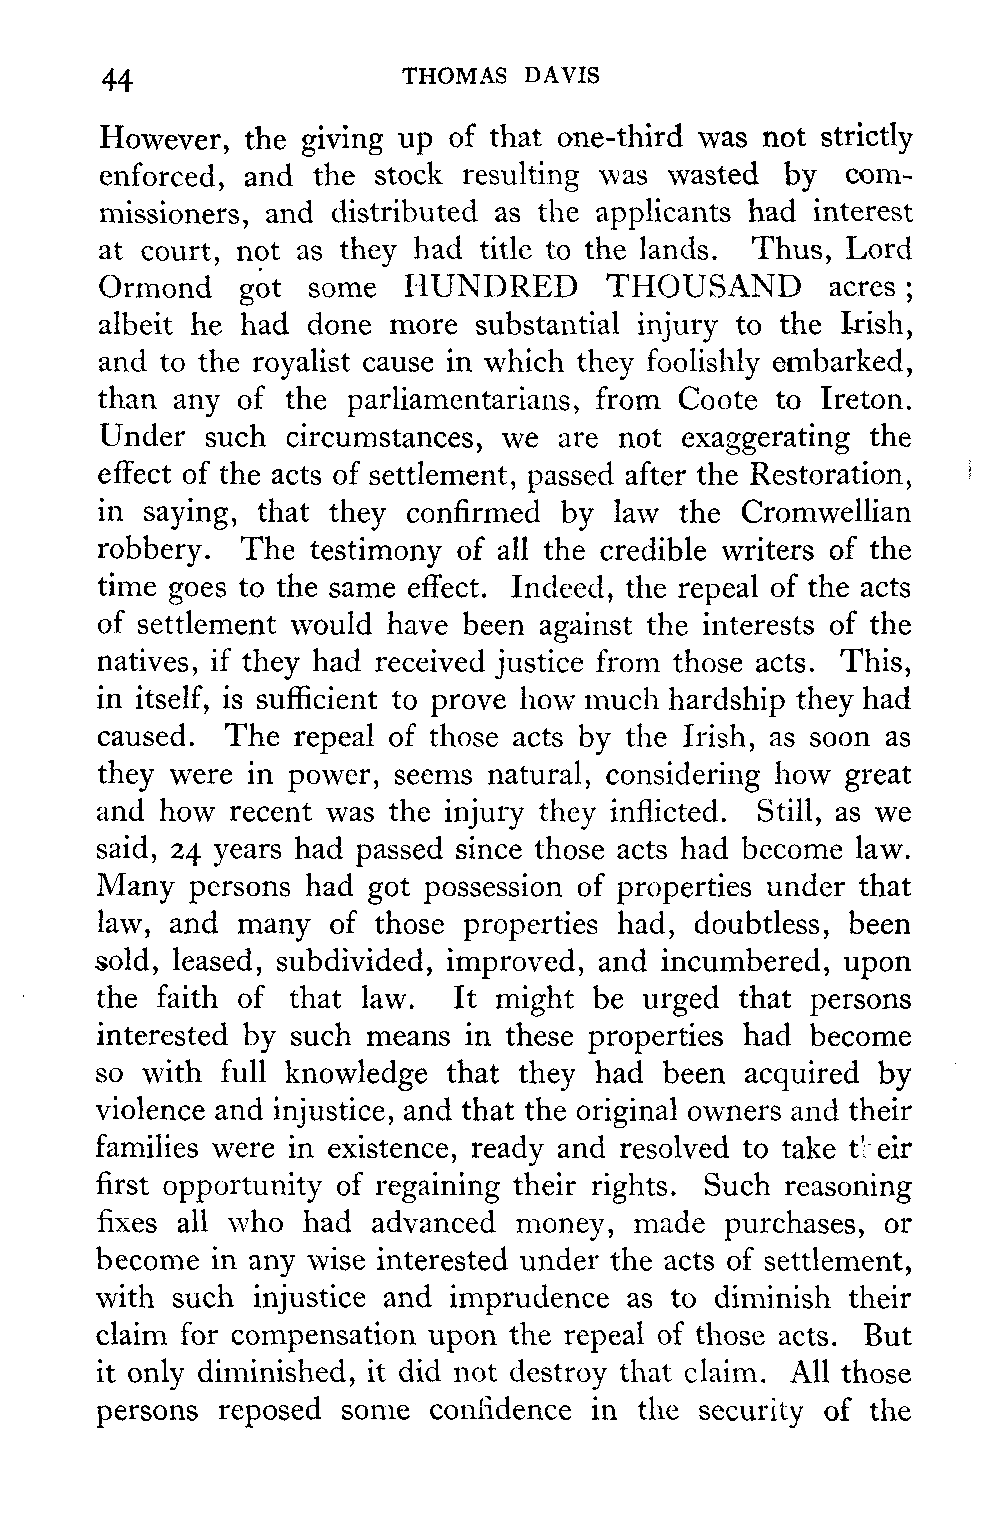 44 THOMAS DAVIS
However, the giving up of that one-third was not strictly
enforced, and the stock resulting was wasted by com-
missioners, and distributed as the applicants had interest
at court, not as they had title to the lands. Thus, Lord
Ormond got some HUNDRED THOUSAND acres ;
albeit he had done more substantial injury to the Irish,
and to the royalist cause in which they foolishly embarked,
than any of the parliamentarians, from Coote to Ireton.
Under such circumstances, we are not exaggerating the
effect of the acts of settlement, passed after the Restoration,
in saying, that they confirmed by law the Cromwellian
robbery. The testimony of all the credible writers of the
time goes to the same effect. Indeed, the repeal of the acts
of settlement would have been against the interests of the
natives, if they had received justice from those acts. This,
in itself, is sufficient to prove how much hardship they had
caused. The repeal of those acts by the Irish, as soon as
they were in power, seems natural, considering how great
and how recent was the injury they inflicted. Still, as we
said, 24 years had passed since those acts had become law.
Many persons had got possession of properties under that
law, and many of those properties had, doubtless, been
sold, leased, subdivided, improved, and incumbered, upon
the faith of that law. It might be urged that persons
interested by such means in these properties had become
so with full knowledge that they had been acquired by
violence and injustice, and that the original owners and their
families were in existence, ready and resolved to take their
first opportunity of regaining their rights. Such reasoning
fixes all who had advanced money, made purchases, or
become in any wise interested under the acts of settlement,
with such injustice and imprudence as to diminish their
claim for compensation upon the repeal of those acts. But
it only diminished, it did not destroy that claim. All those
persons reposed some confidence in the security of the